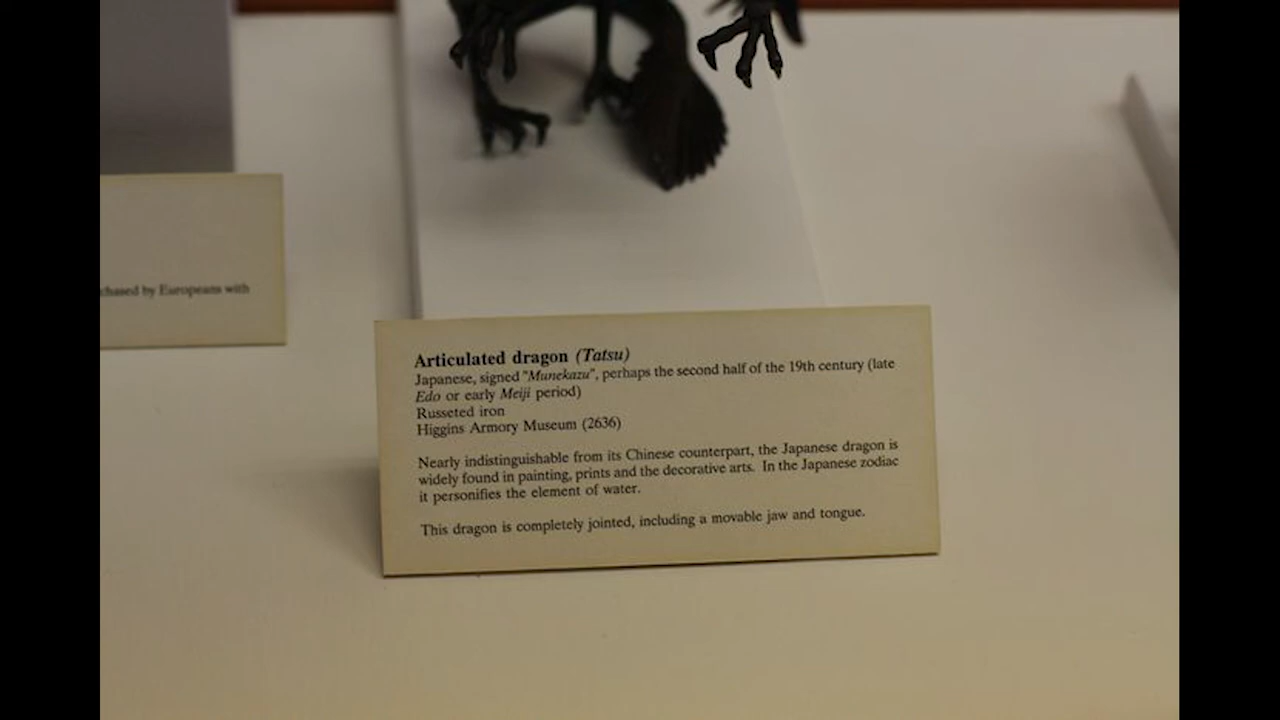 by Europeans with
Articulated dragon (Tatsu)
Japanese, signed "Munekazu", perhaps the second half of the 19th century (late
Edo or early Meiji period)
Russeted iron
Higgins Armory Museum (2636)
Nearly indistinguishable from its Chinese counterpart, the Japanese dragon is
widely found in painting, prints and the decorative arts. In the Japanese zodiac
it personifies the element of water.
This dragon is completely jointed, including a movable jaw and tongue.